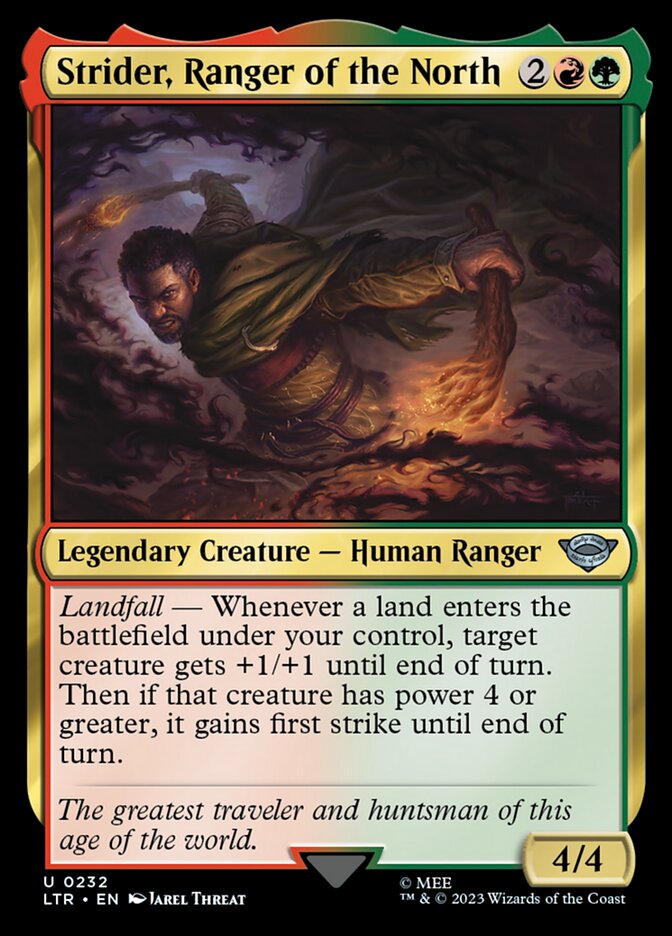 Strider, Ranger of the North 2
Legendary Creature — Human Ranger
Landfall — Whenever a land enters the
battlefield under your control, target
creature gets +1/+1 until end of turn.
Then if that creature has power 4 or
greater, it gains first strike until end of
turn.
The greatest traveler and huntsman of this
age of the world.
4/4
U 0232
LTR • EN JAREL THREAT
© MEE
™ & © 2023 Wizards of the Coast